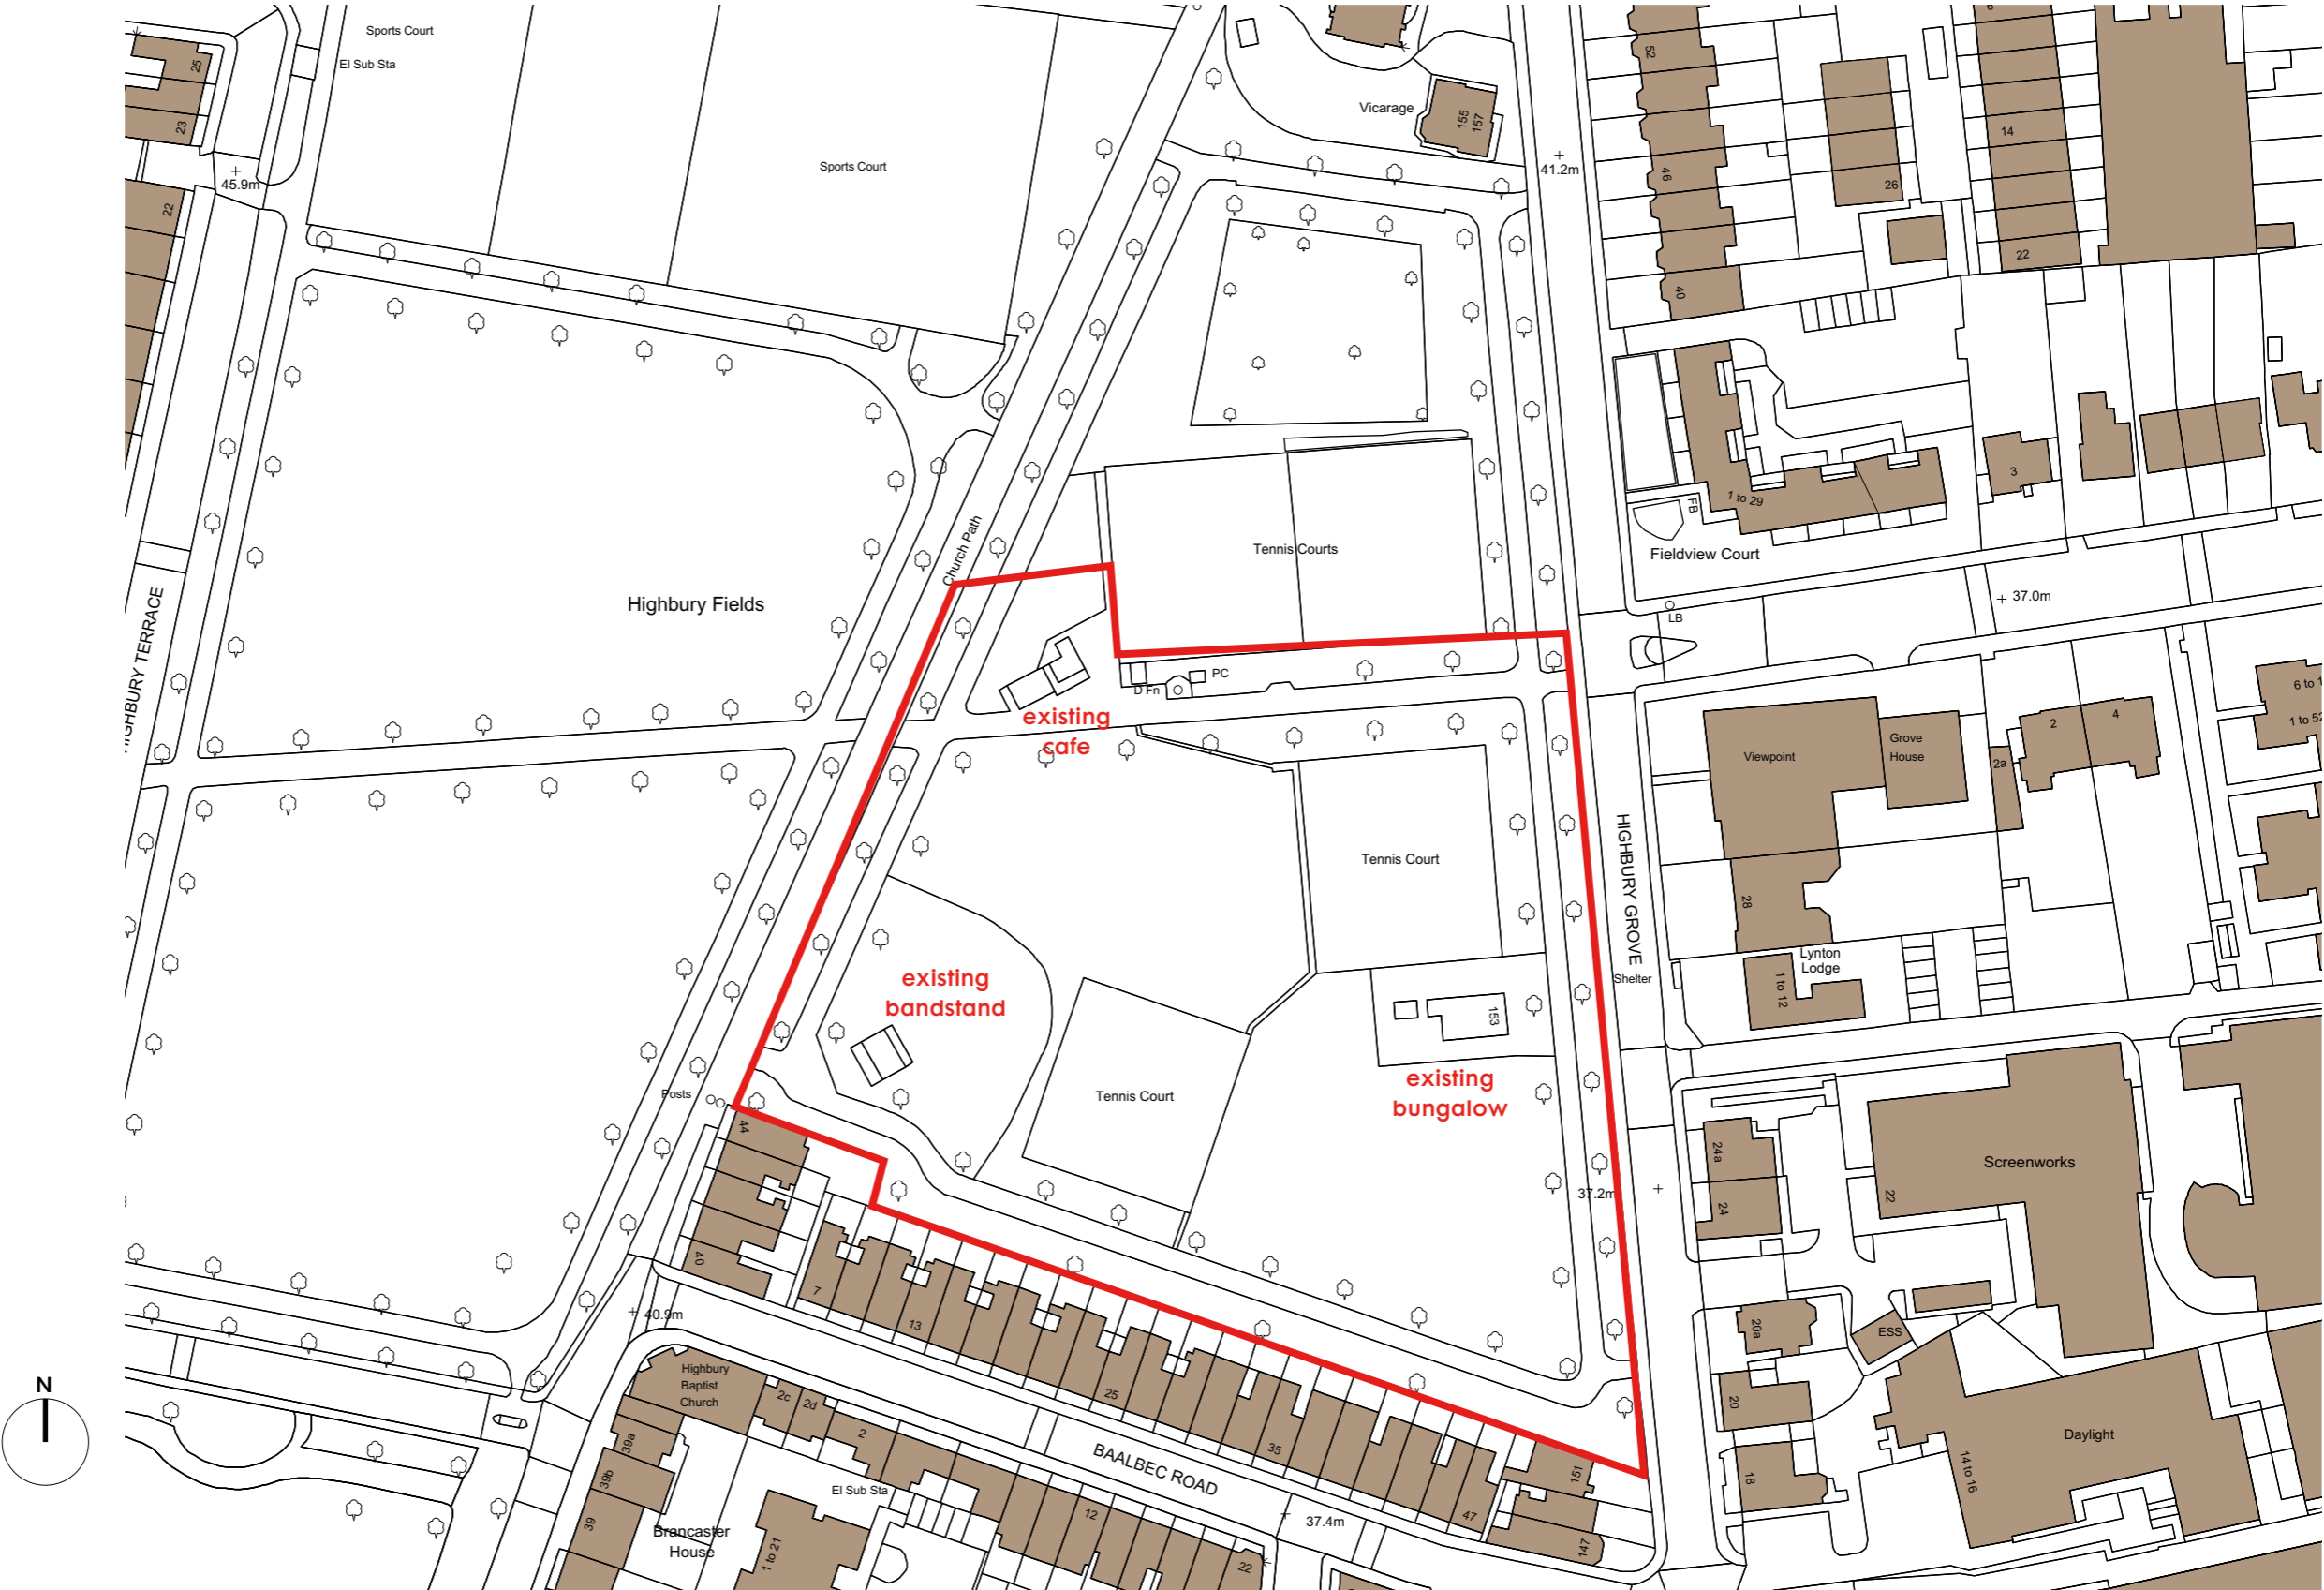 Sports Court
El Sub Sta
25
23
45.9m
22
Sports Court
Vicarage
155
157
41.2m
52
46
40
26
14
22
1 to 29
FB
3
Fieldview Court
LB
37.0m
Church Path
Tennis Courts
Highbury Fields
HIGHBURY TERRACE
D Fn
PC
existing
cafe
Viewpoint
Grove
House
2a
2
4
6 to 1
1 to 52
HIGHBURY GROVE
Tennis Court
28
Lynton
Lodge
1 to 12
Shelter
existing
bandstand
153
existing
bungalow
Tennis Court
Posts
44
40
24a
24
37.2m
Screenworks
22
7
13
25
35
47
151
147
40.9m
Highbury
Baptist
Church
2c
2d
2
BAALBEC ROAD
El Sub Sta
12
22
37.4m
39a
39b
39
Brancaster
House
1 to 21
20a
ESS
20
18
14 to 16
Daylight
N